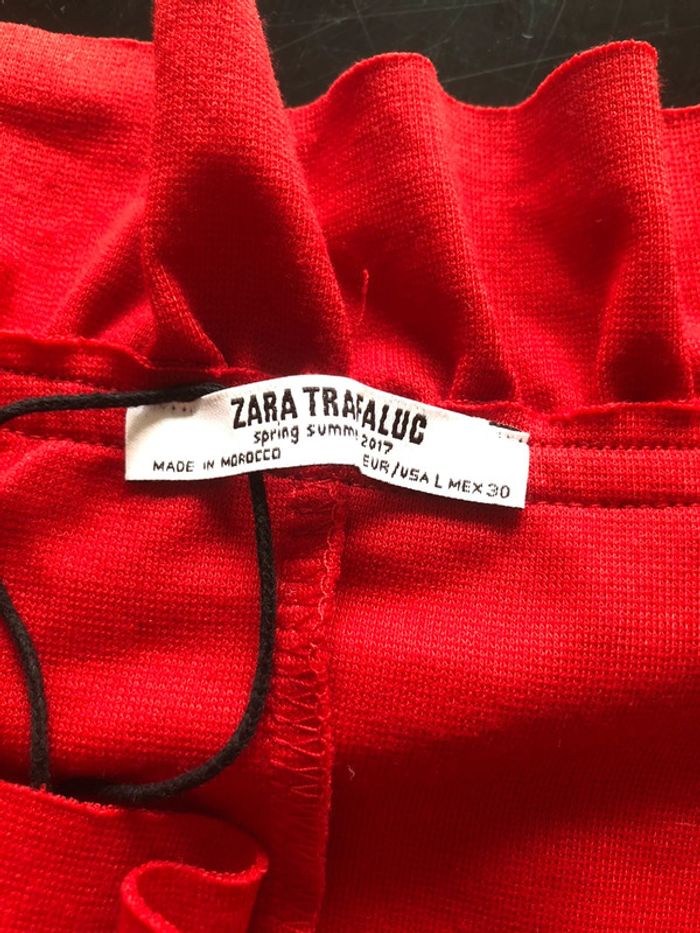 ZARA TRAFALUC
spring summ 2017
MADE IN MOROCCO EUR/USA L MEX 30